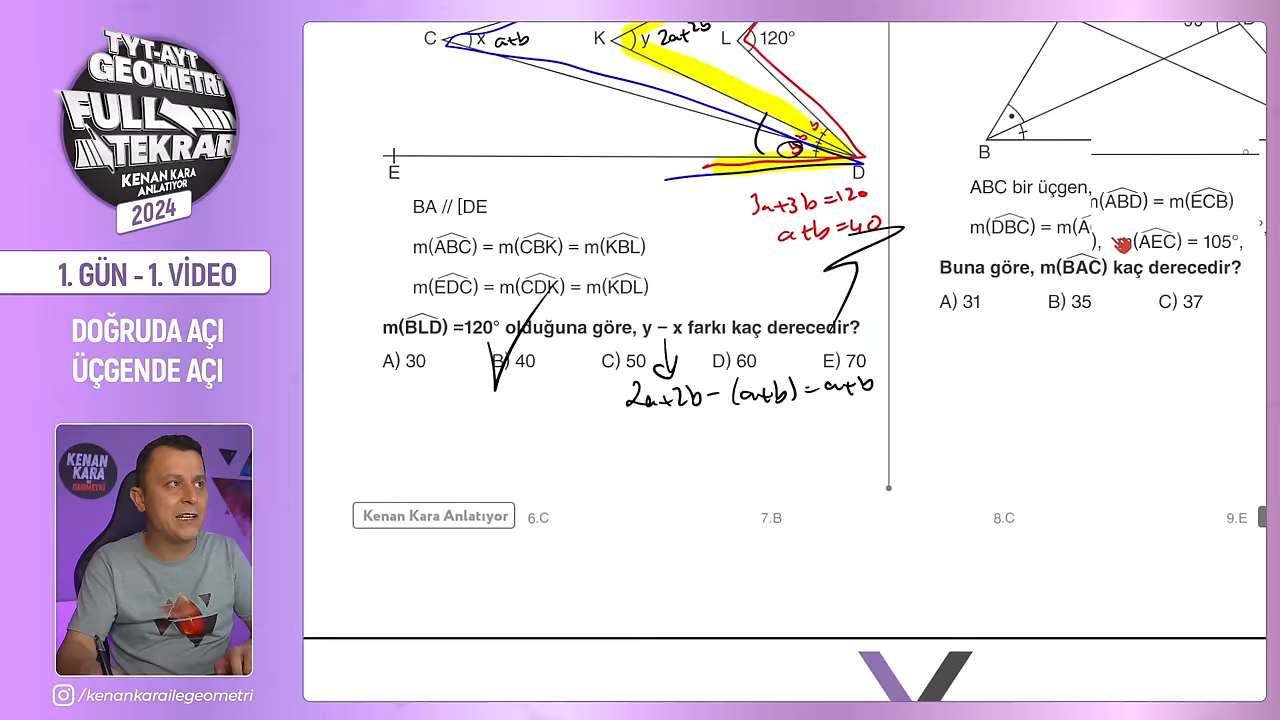 TYT-AYT
GEOMETRİ
FULL
TEKRAR
KENAN KARA
ANLATIYOR
2024
1. GÜN - 1. VİDEO
DOĞRUDA AÇI
ÜÇGENDE AÇI
KENAN
KARA
GEOMETRİ
/kenankarailegeometri
C x a+b K y 2a+2b L 120°
b b b
E D
3a+3b=120
a+b=40
BA // [DE
m(ABC) = m(CBK) = m(KBL)
m(EDC) = m(CDK) = m(KDL)
m(BLD) =120° olduğuna göre, y – x farkı kaç derecedir?
A) 30 B) 40 C) 50 D) 60 E) 70
2a+2b-(a+b)=a+b
B
ABC bir üçgen, m(ABD) = m(ECB)
m(DBC) = m(A ), m(AEC) = 105°,
Buna göre, m(BAC) kaç derecedir?
A) 31 B) 35 C) 37
Kenan Kara Anlatıyor 6.C 7.B 8.C 9.E